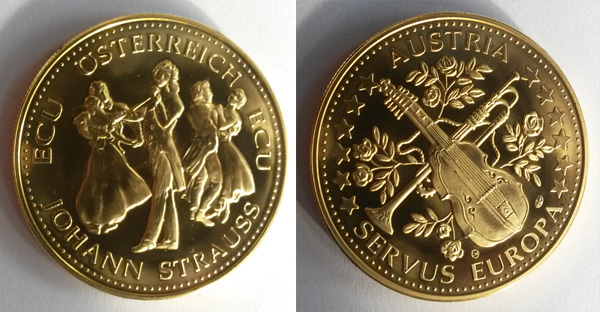 ÖSTERREICH
ECU
ECU
JOHANN STRAUSS
AUSTRIA
SERVUS EUROPA